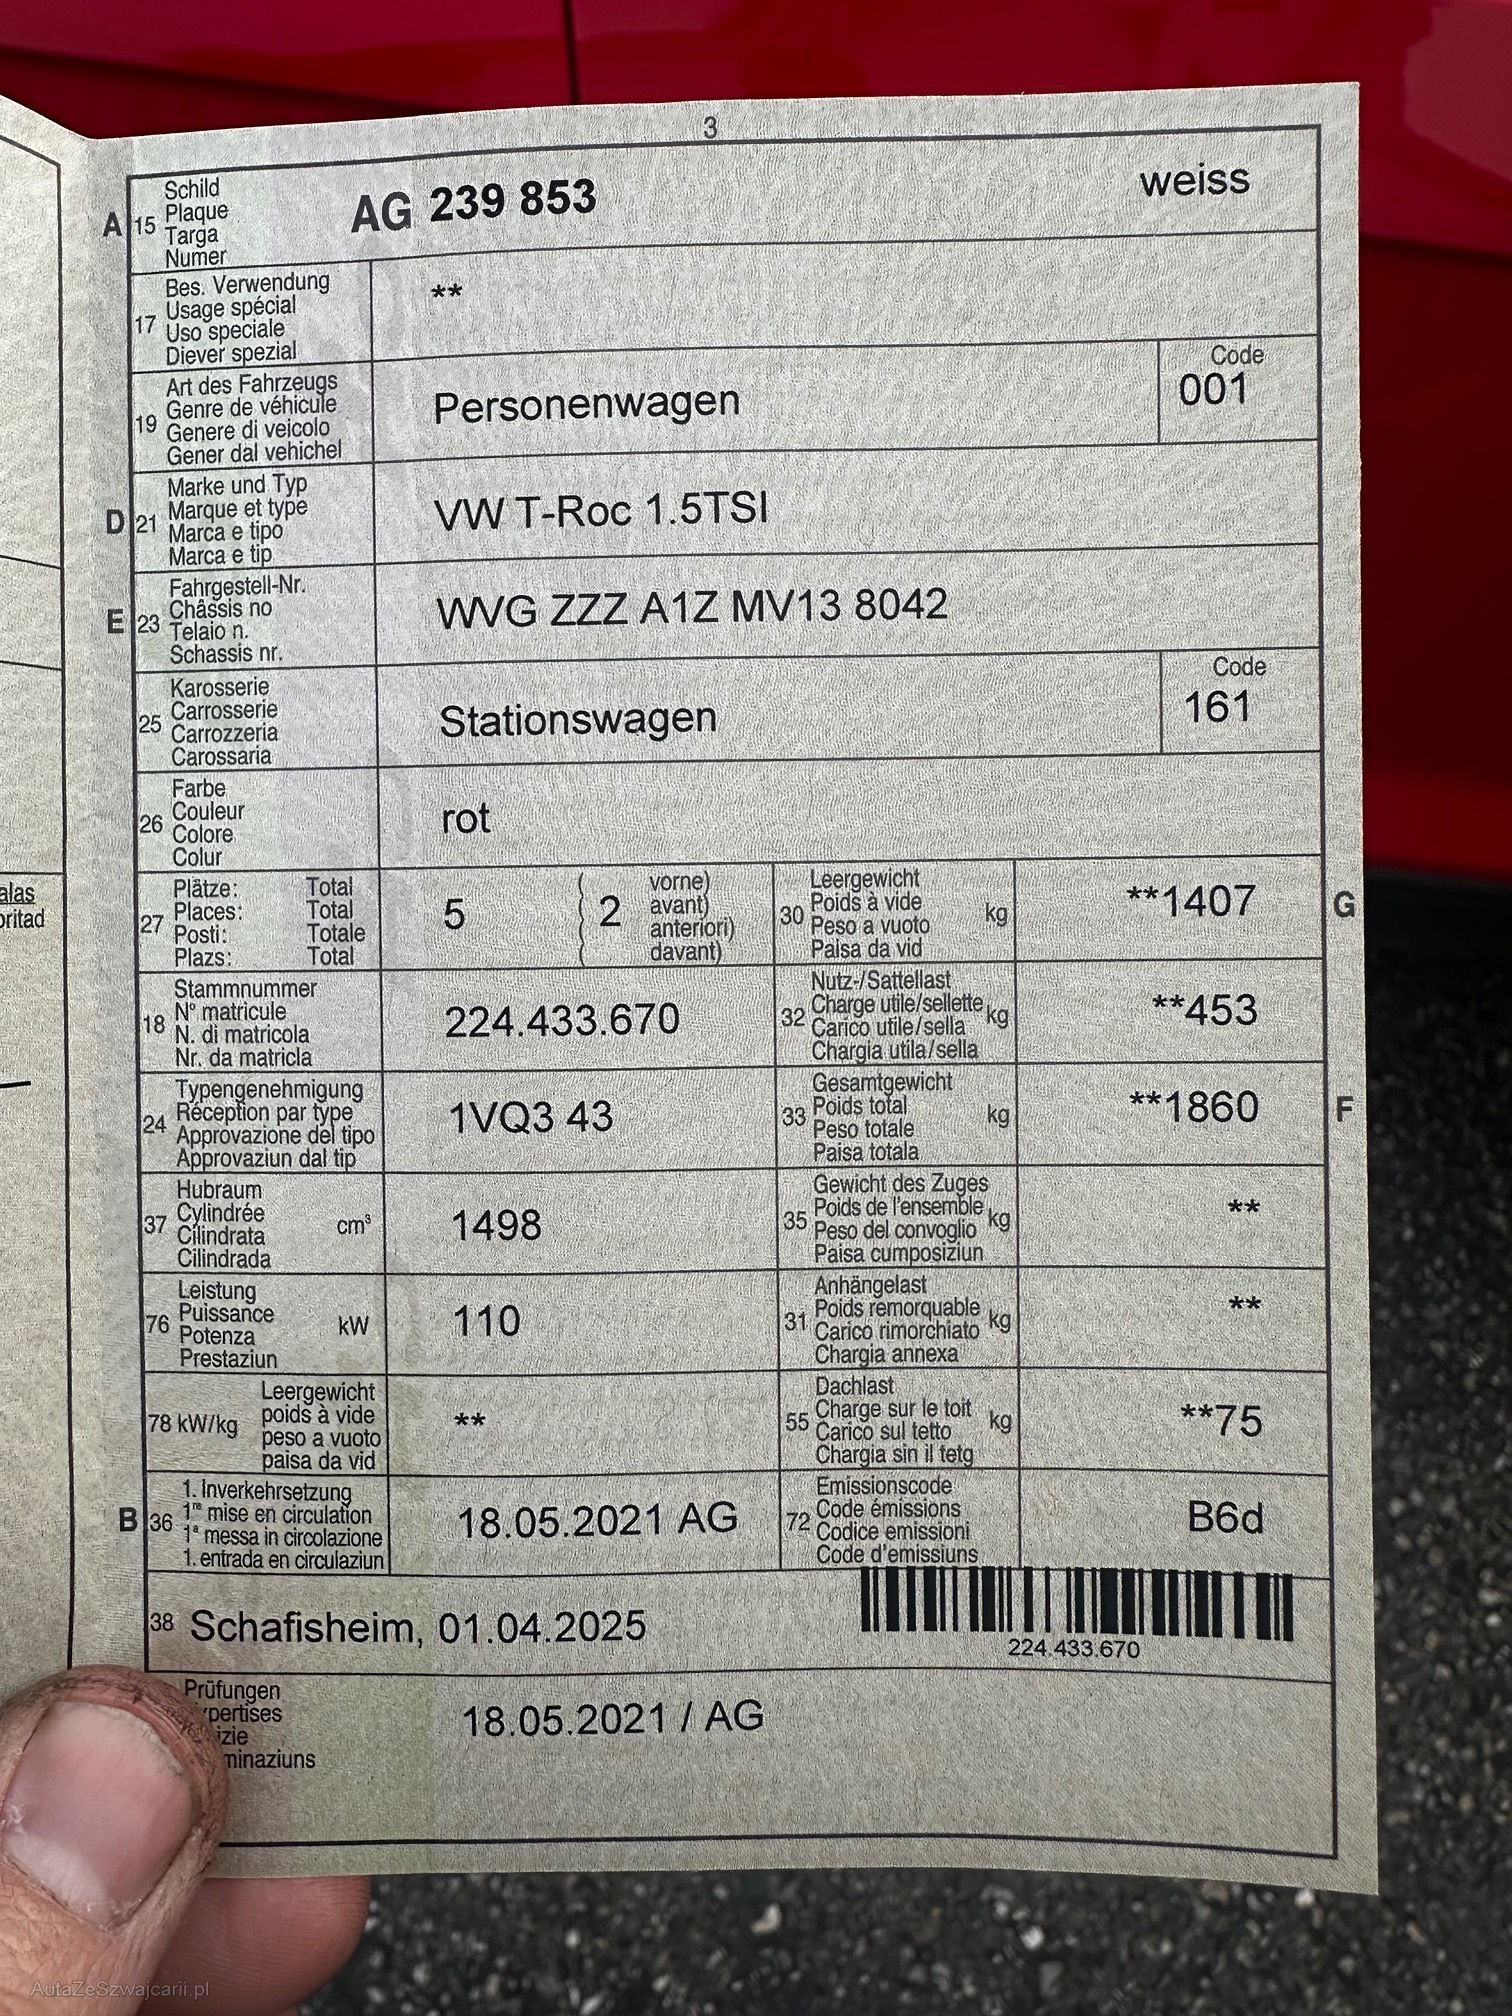 3
A 15 Schild AG 239 853 weiss
Plaque
Targa
Numer
17 Bes. Verwendung **
Usage spécial
Uso speciale
Diever spezial
19 Art des Fahrzeugs Personenwagen Code 001
Genre de véhicule
Genere di veicolo
Gener dal vehichel
D 21 Marke und Typ VW T-Roc 1.5TSI
Marque et type
Marca e tipo
Marca e tip
E 23 Fahrgestell-Nr. WVG ZZZ A1Z MV13 8042
Châssis no
Telaio n.
Schassis nr.
25 Karosserie Stationswagen Code 161
Carrosserie
Carrozzeria
Carossaria
26 Farbe rot
Couleur
Colore
Colur
alas
oritad
27 Plätze: Total 5 ( 2 vorne)
Places: Total avant)
Posti: Totale anteriori)
Plazs: Total davant)
30 Leergewicht kg **1407 G
Poids à vide
Peso a vuoto
Paisa da vid
18 Stammnummer 224.433.670
N° matricule
N. di matricola
Nr. da matricla
32 Nutz-/Sattellast kg **453
Charge utile/sellette
Carico utile/sella
Chargia utila/sella
24 Typengenehmigung 1VQ3 43
Réception par type
Approvazione del tipo
Approvaziun dal tip
33 Gesamtgewicht kg **1860 F
Poids total
Peso totale
Paisa totala
37 Hubraum cm³ 1498
Cylindrée
Cilindrata
Cilindrada
35 Gewicht des Zuges kg **
Poids de l'ensemble
Peso del convoglio
Paisa cumposiziun
76 Leistung kW 110
Puissance
Potenza
Prestaziun
31 Anhängelast kg **
Poids remorquable
Carico rimorchiato
Chargia annexa
78 kW/kg Leergewicht **
poids à vide
peso a vuoto
paisa da vid
55 Dachlast kg **75
Charge sur le toit
Carico sul tetto
Chargia sin il tetg
B 36 1. Inverkehrsetzung 18.05.2021 AG
1re mise en circulation
1a messa in circolazione
1. entrada en circulaziun
72 Emissionscode B6d
Code émissions
Codice emissioni
Code d'emissiuns
38 Schafisheim, 01.04.2025
224.433.670
Prüfungen 18.05.2021 / AG
pertises
izie
minaziuns
AutaZeSzwajcarii.pl